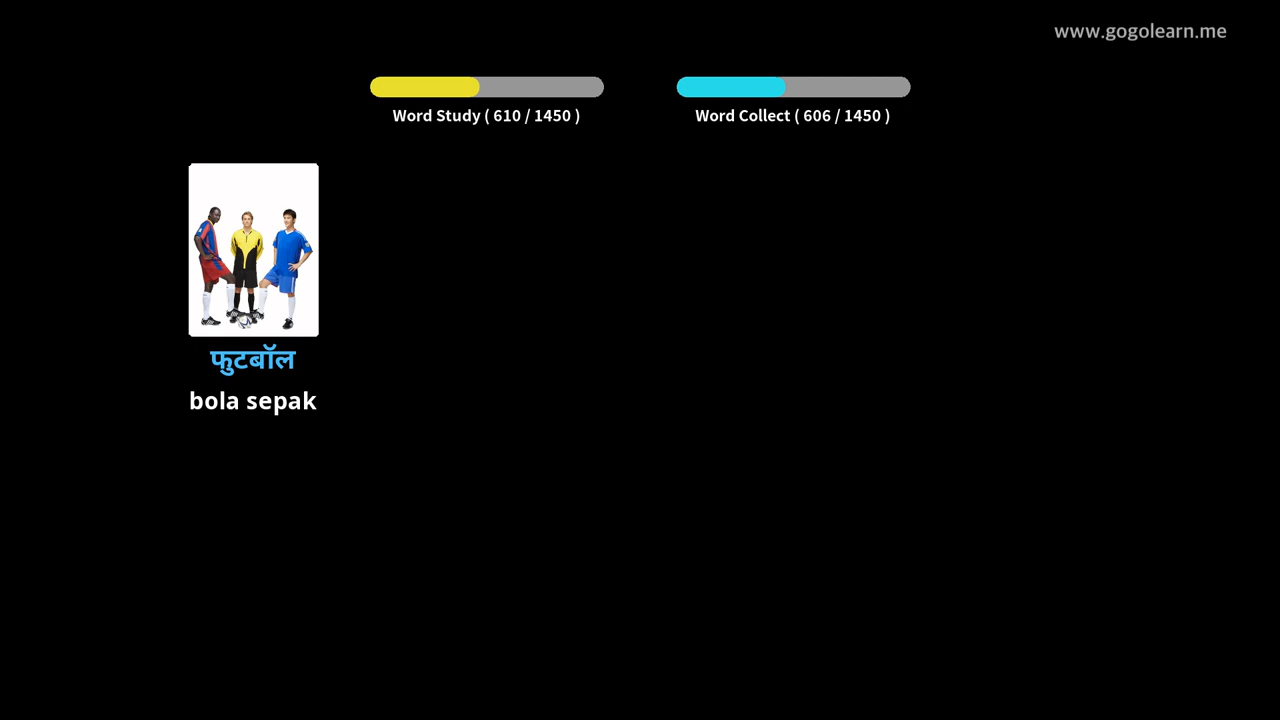 www.gogolearn.me
Word Study ( 610 / 1450 )
Word Collect ( 606 / 1450 )
फुटबॉल
bola sepak